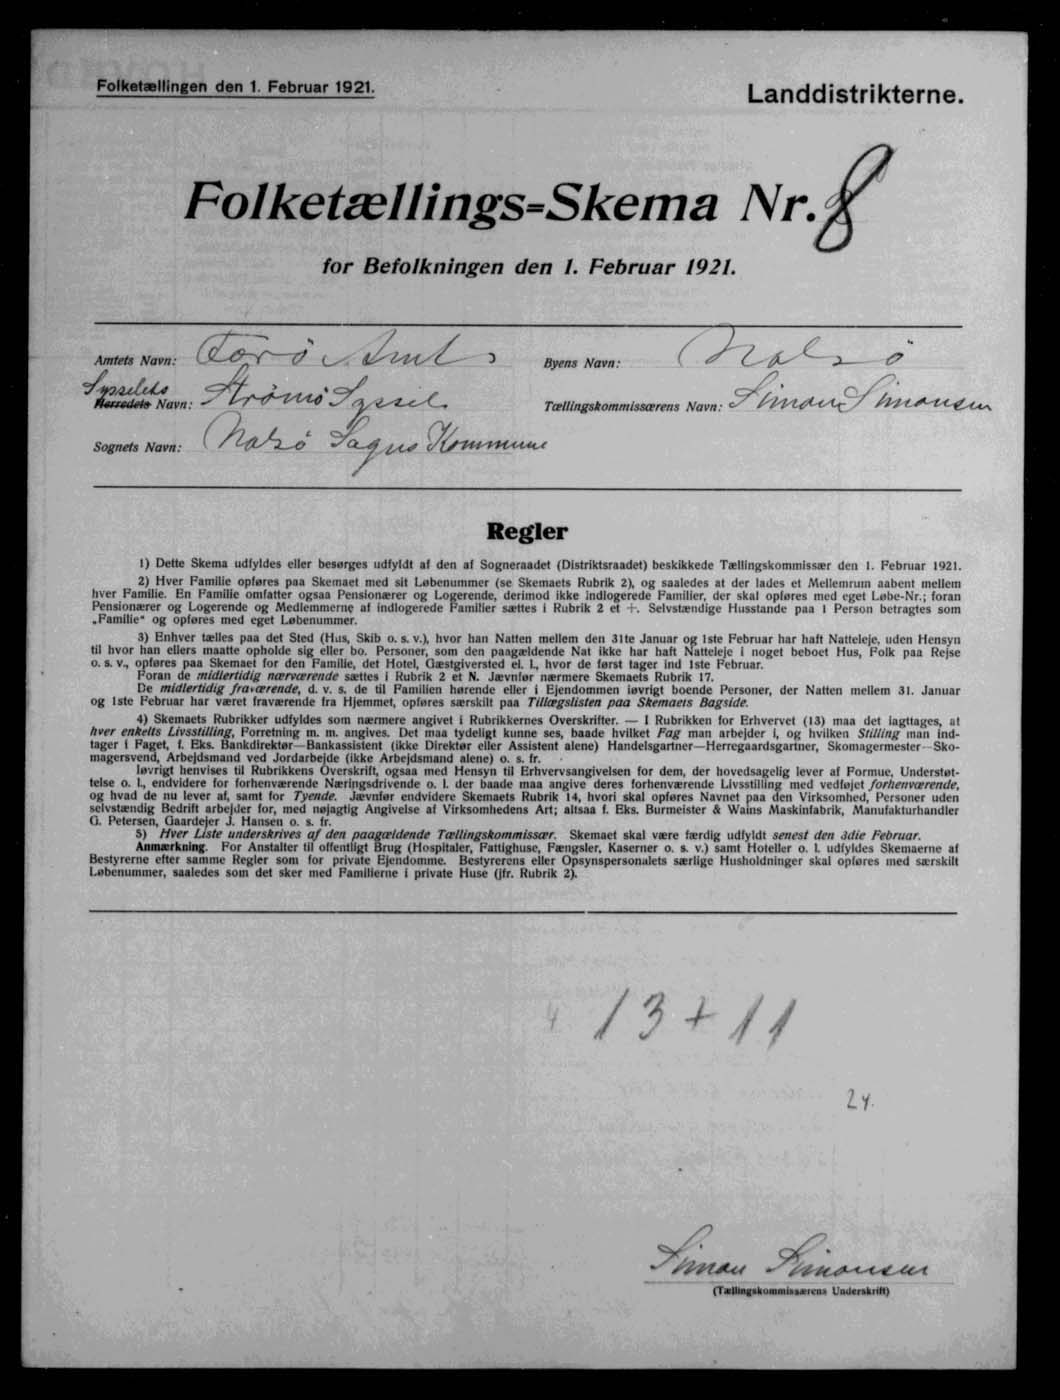 Folketællingen den 1. Februar 1921.
Landdistrikterne.
Folketællings=Skema Nr. 8
for Befolkningen den 1. Februar 1921.
Amtets Navn: Færø Amt
Byens Navn: Nolsø
Sysselets
Herredets Navn: Strømø Syssel
Tællingskommissærens Navn: Simon Simonsen
Sognets Navn: Nolsø Sogns Kommune
Regler
1) Dette Skema udfyldes eller besørges udfyldt af den af Sogneraadet (Distriktsraadet) beskikkede Tællingskommissær den 1. Februar 1921.
2) Hver Familie opføres paa Skemaet med sit Løbenummer (se Skemaets Rubrik 2), og saaledes at der lades et Mellemrum aabent mellem
hver Familie. En Familie omfatter ogsaa Pensionærer og Logerende, derimod ikke indlogerede Familier, der skal opføres med eget Løbe-Nr.; foran
Pensionærer og Logerende og Medlemmerne af indlogerede Familier sættes i Rubrik 2 et +. Selvstændige Husstande paa 1 Person betragtes som
„Familie“ og opføres med eget Løbenummer.
3) Enhver tælles paa det Sted (Hus, Skib o. s. v.), hvor han Natten mellem den 31te Januar og 1ste Februar har haft Natteleje, uden Hensyn
til hvor han ellers maatte opholde sig eller bo. Personer, som den paagældende Nat ikke har haft Natteleje i noget beboet Hus, Folk paa Rejse
o. s. v., opføres paa Skemaet for den Familie, det Hotel, Gæstgiversted el. l., hvor de først tager ind 1ste Februar.
Foran de midlertidig nærværende sættes i Rubrik 2 et N. Jævnfør nærmere Skemaets Rubrik 17.
De midlertidig fraværende, d. v. s. de til Familien hørende eller i Ejendommen iøvrigt boende Personer, der Natten mellem 31. Januar
og 1ste Februar har været fraværende fra Hjemmet, opføres særskilt paa Tillægslisten paa Skemaets Bagside.
4) Skemaets Rubrikker udfyldes som nærmere angivet i Rubrikkernes Overskrifter. — I Rubrikken for Erhvervet (13) maa det iagttages, at
hver enkelts Livsstilling, Forretning m. m. angives. Det maa tydeligt kunne ses, baade hvilket Fag man arbejder i, og hvilken Stilling man ind-
tager i Faget, f. Eks. Bankdirektør—Bankassistent (ikke Direktør eller Assistent alene) Handelsgartner—Herregaardsgartner, Skomagermester—Sko-
magersvend, Arbejdsmand ved Jordarbejde (ikke Arbejdsmand alene) o. s. fr.
Iøvrigt henvises til Rubrikkens Overskrift, ogsaa med Hensyn til Erhvervsangivelsen for dem, der hovedsagelig lever af Formue, Understøt-
telse o. l., endvidere for forhenværende Næringsdrivende o. l. der baade maa angive deres forhenværende Livsstilling med vedføjet forhenværende,
og hvad de nu lever af, samt for Tyende. Jævnfør endvidere Skemaets Rubrik 14, hvori skal opføres Navnet paa den Virksomhed, Personer uden
selvstændig Bedrift arbejder for, med nøjagtig Angivelse af Virksomhedens Art; altsaa f. Eks. Burmeister & Wains Maskinfabrik, Manufakturhandler
G. Petersen, Gaardejer J. Hansen o. s. fr.
5) Hver Liste underskrives af den paagældende Tællingskommissær. Skemaet skal være færdig udfyldt senest den 3die Februar.
Anmærkning. For Anstalter til offentligt Brug (Hospitaler, Fattighuse, Fængsler, Kaserner o. s. v.) samt Hoteller o. l. udfyldes Skemaerne af
Bestyrerne efter samme Regler som for private Ejendomme. Bestyrerens eller Opsynspersonalets særlige Husholdninger skal opføres med særskilt
Løbenummer, saaledes som det sker med Familierne i private Huse (jfr. Rubrik 2).
4 13 + 11
24.
Simon Simonsen
(Tællingskommissærens Underskrift)